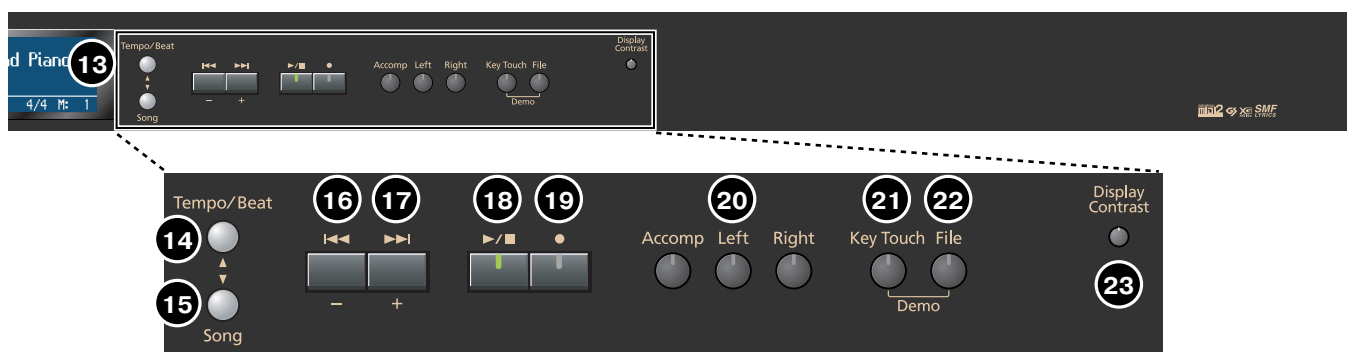 nd Piano
4/4 M: 1
13
Tempo/Beat
Song
− +
Accomp Left Right Key Touch File
Demo
Display
Contrast
SMF
LYRICS
Tempo/Beat
14
15
Song
16 17 18 19
− +
20
Accomp Left Right
21 22
Key Touch File
Demo
Display
Contrast
23